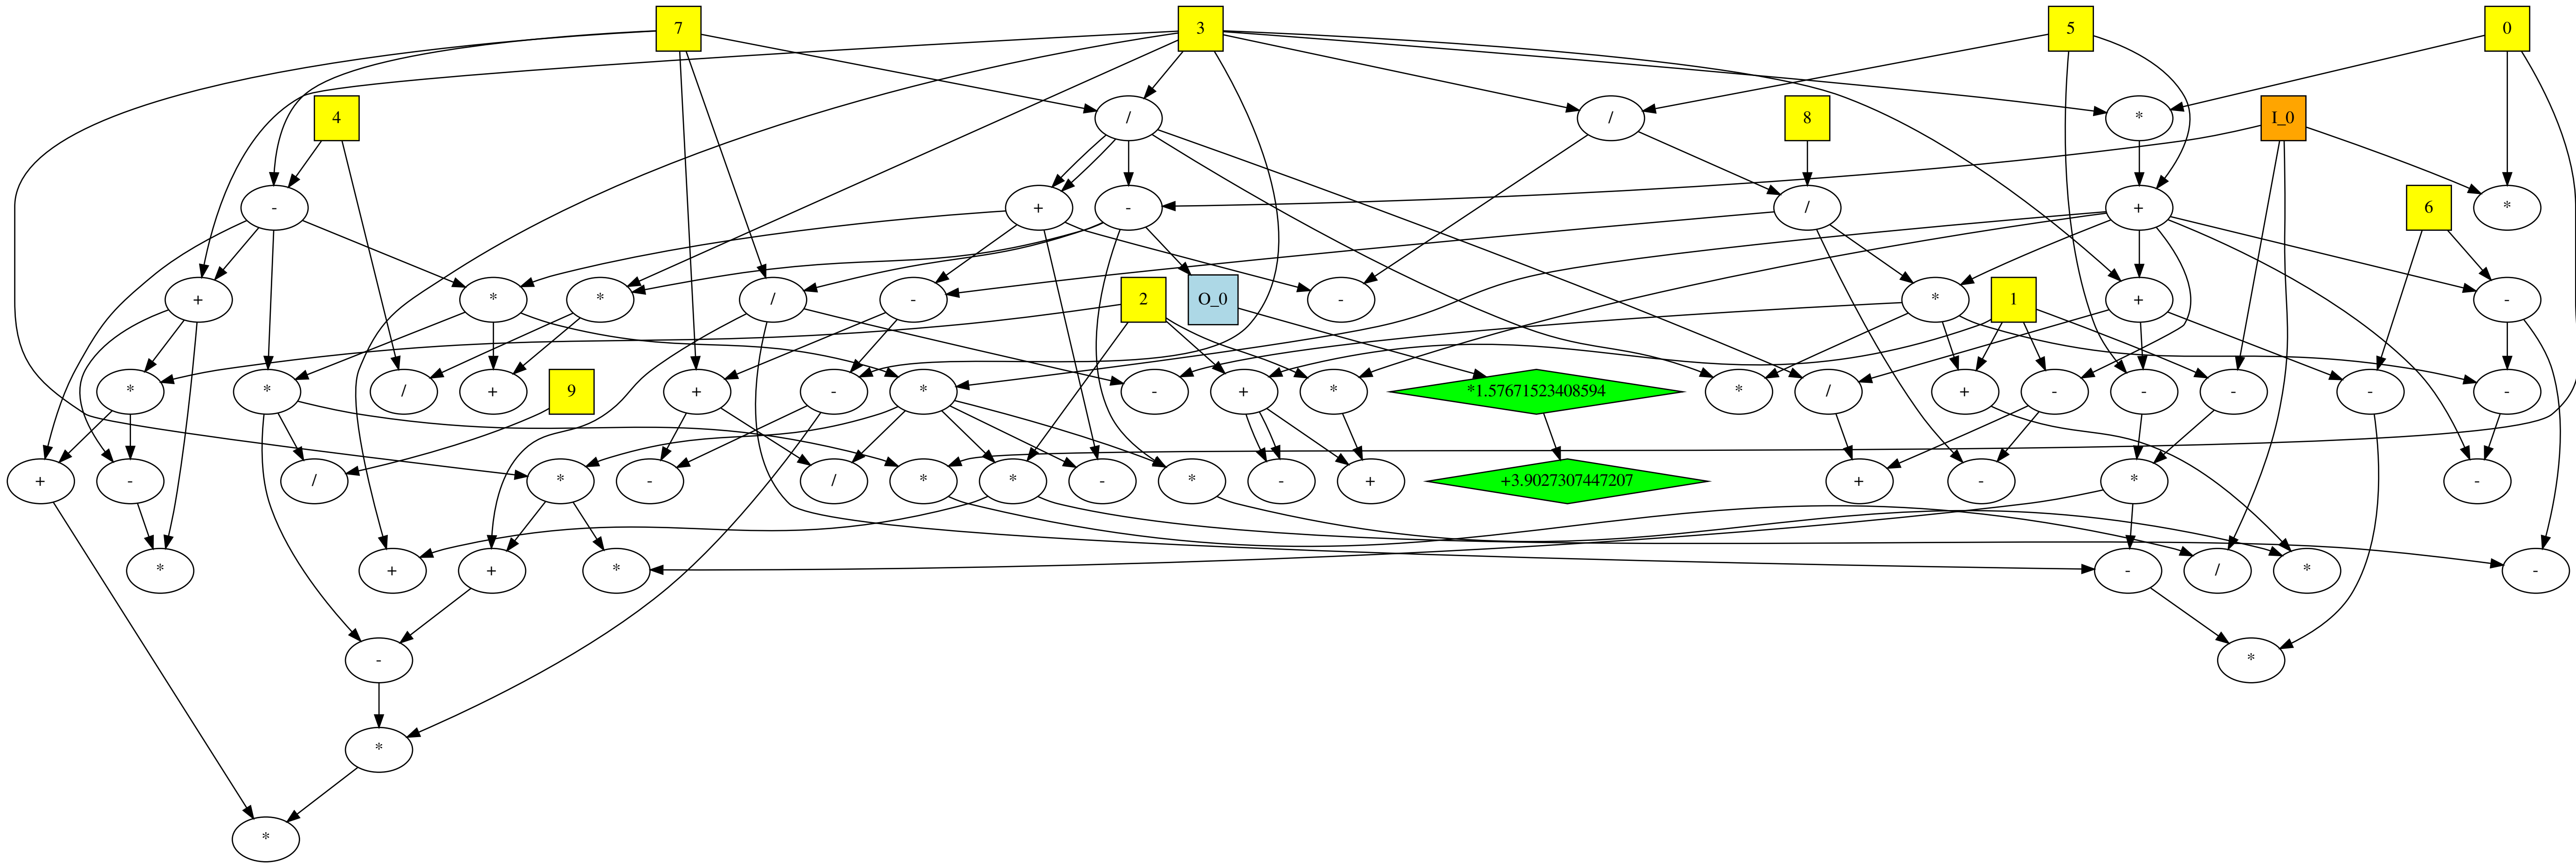 7 3 5 0
4 / / 8 * I_0
- + - / + 6 *
+ * * / - 2 O_0 - * 1 + -
* * / + 9 + - * - + * *1.57671523408594 * / + - - - - -
+ - / * - / * * - * - + +3.9027307447207 + - * -
* + + * - / * -
- *
*
*